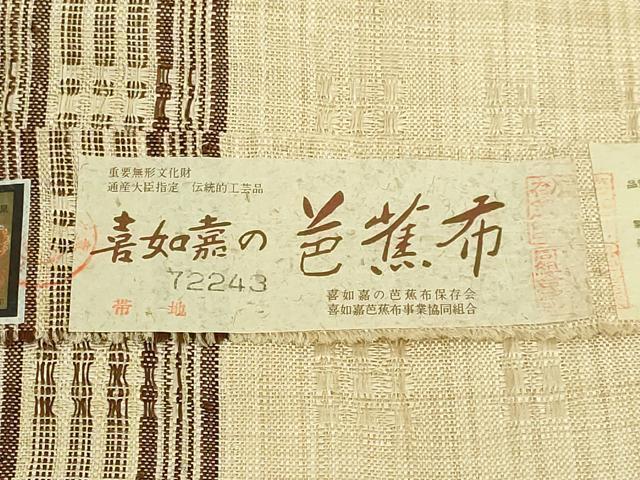 重要無形文化財
通産大臣指定 伝統的工芸品
喜如嘉の芭蕉布
72243
帯地
喜如嘉の芭蕉布保存会
喜如嘉芭蕉布事業協同組合